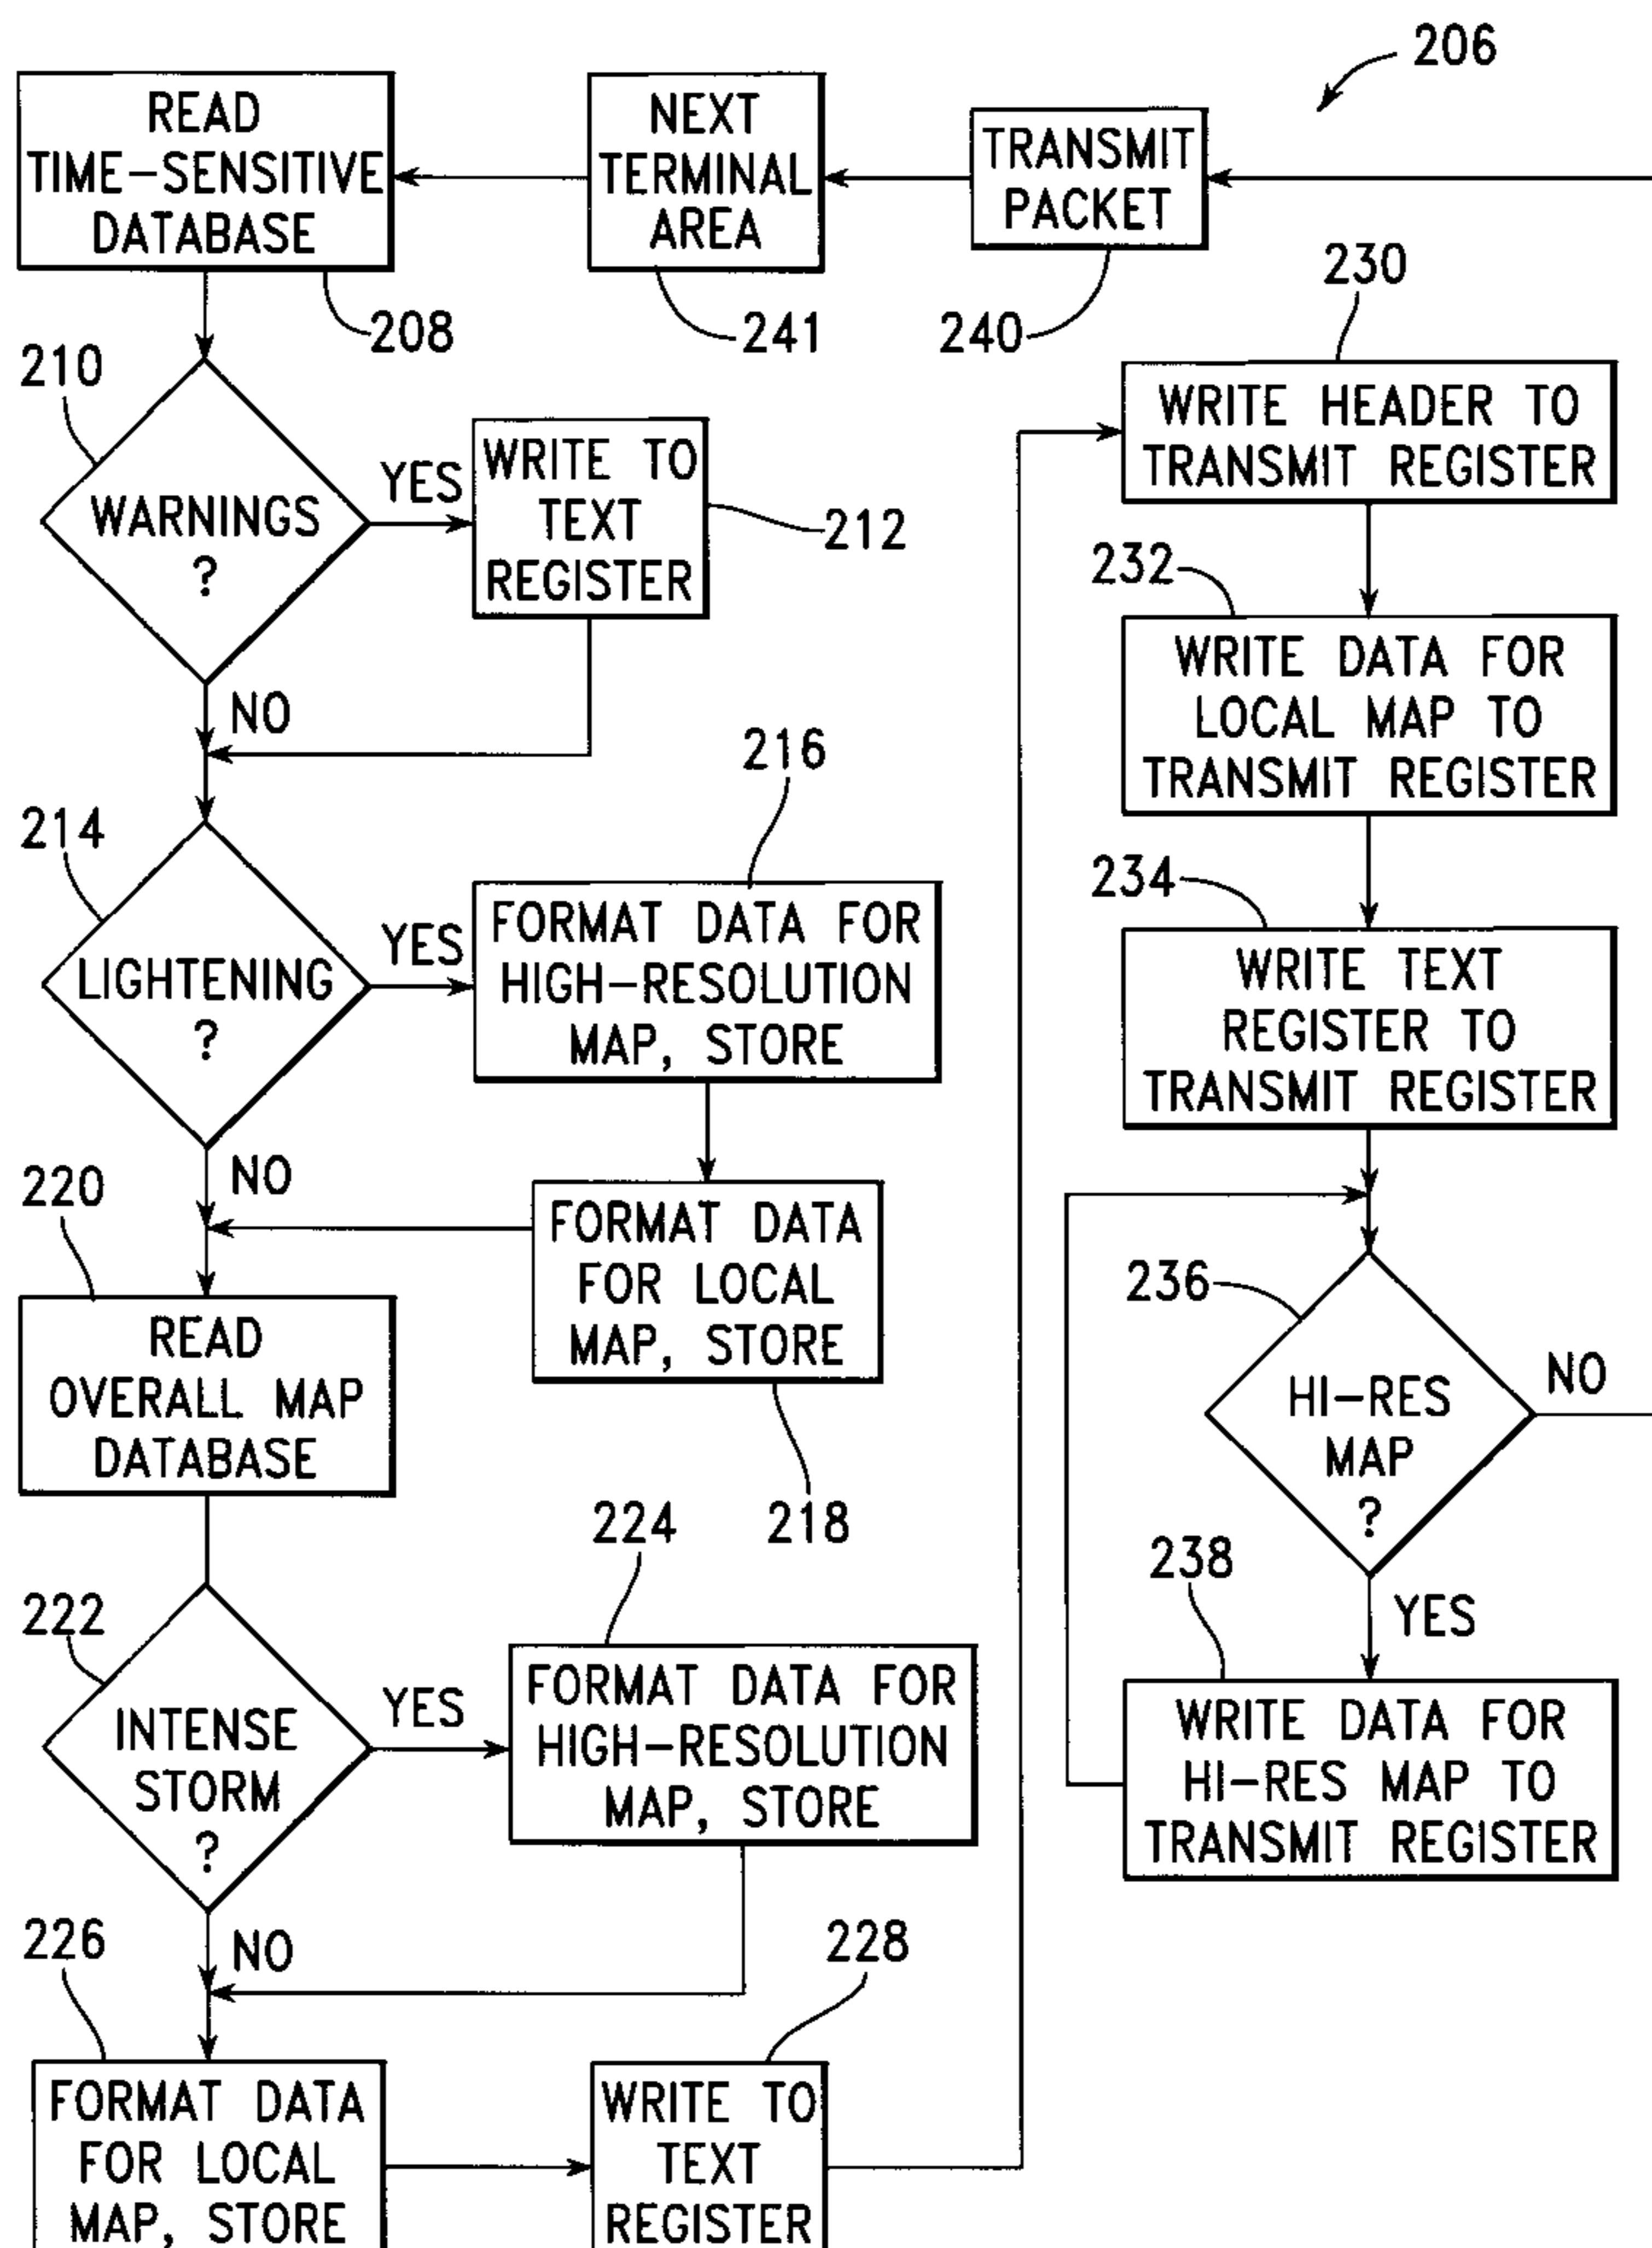 206
READ
TIME-SENSITIVE
DATABASE
208
NEXT
TERMINAL
AREA
241
TRANSMIT
PACKET
240
210
WARNINGS
?
YES
NO
WRITE TO
TEXT
REGISTER
212
214
LIGHTENING
?
YES
NO
216
FORMAT DATA FOR
HIGH-RESOLUTION
MAP, STORE
FORMAT DATA
FOR LOCAL
MAP, STORE
218
220
READ
OVERALL MAP
DATABASE
222
INTENSE
STORM
?
YES
NO
224
FORMAT DATA FOR
HIGH-RESOLUTION
MAP, STORE
226
FORMAT DATA
FOR LOCAL
MAP, STORE
228
WRITE TO
TEXT
REGISTER
230
WRITE HEADER TO
TRANSMIT REGISTER
232
WRITE DATA FOR
LOCAL MAP TO
TRANSMIT REGISTER
234
WRITE TEXT
REGISTER TO
TRANSMIT REGISTER
236
HI-RES
MAP
?
NO
YES
238
WRITE DATA FOR
HI-RES MAP TO
TRANSMIT REGISTER